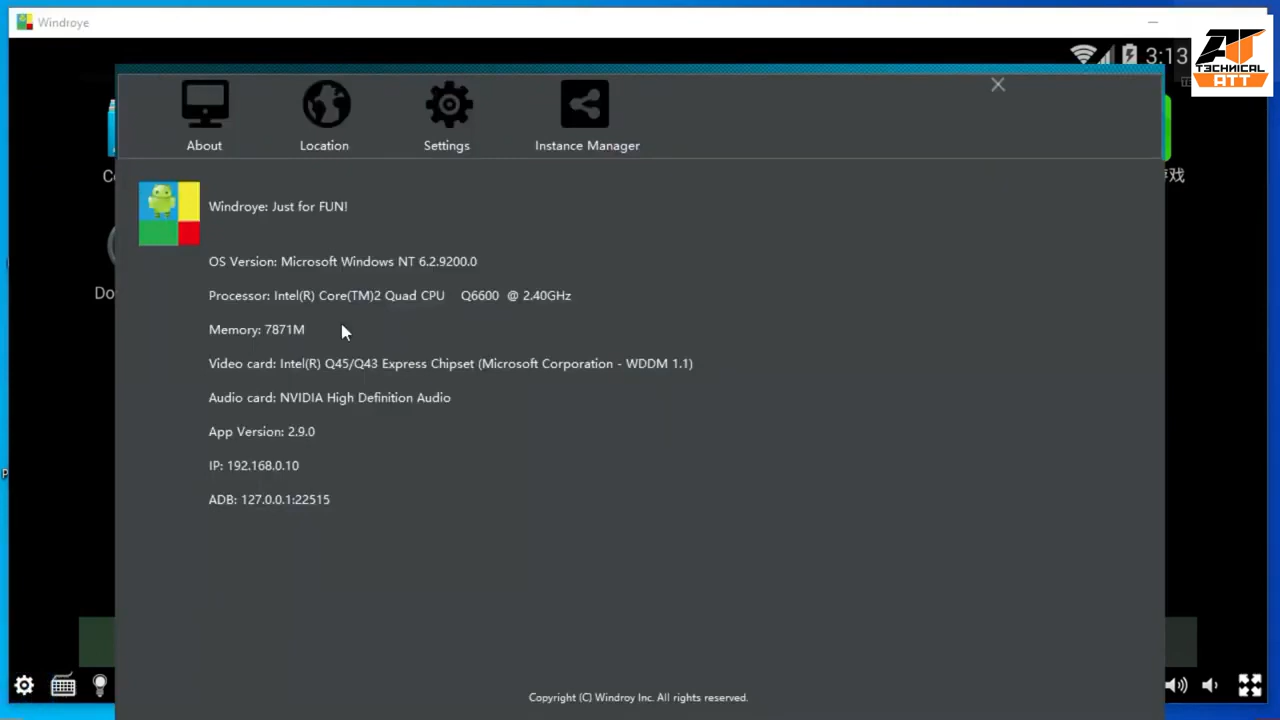 Windroye
3:13
AT
TECHNICAL
ATT
About
Location
Settings
Instance Manager
Windroye: Just for FUN!
OS Version: Microsoft Windows NT 6.2.9200.0
Processor: Intel(R) Core(TM)2 Quad CPU Q6600 @ 2.40GHz
Memory: 7871M
Video card: Intel(R) Q45/Q43 Express Chipset (Microsoft Corporation - WDDM 1.1)
Audio card: NVIDIA High Definition Audio
App Version: 2.9.0
IP: 192.168.0.10
ADB: 127.0.0.1:22515
Copyright (C) Windroy Inc. All rights reserved.